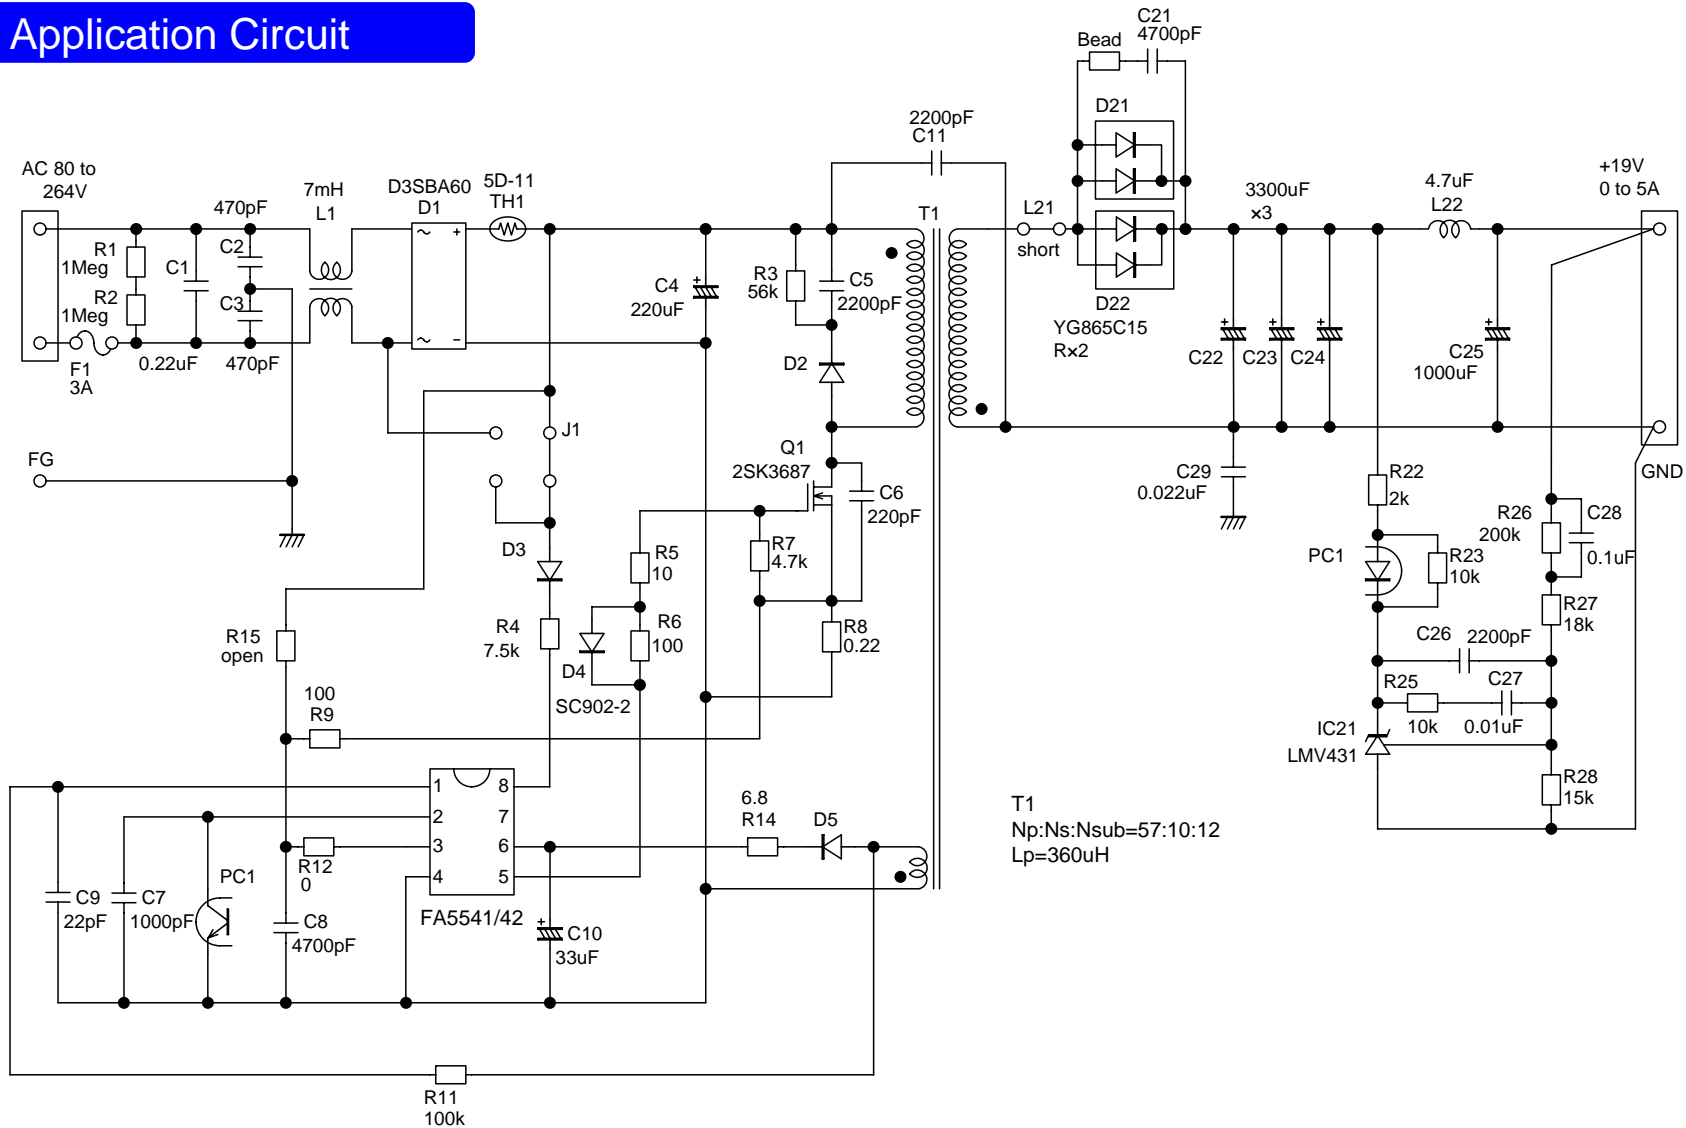 Application Circuit
AC 80 to
264V
R1
1Meg
R2
1Meg
F1
3A
C1
0.22uF
470pF
C2
C3
470pF
7mH
L1
D3SBA60
D1
5D-11
TH1
FG
J1
C4
220uF
R3
56k
C5
2200pF
D2
2200pF
C11
T1
L21
short
Bead
C21
4700pF
D21
D22
YG865C15
R×2
3300uF
×3
C22
C23
C24
4.7uF
L22
C25
1000uF
+19V
0 to 5A
GND
C29
0.022uF
Q1
2SK3687
C6
220pF
R7
4.7k
R8
0.22
R5
10
R6
100
D4
SC902-2
D3
R4
7.5k
R15
open
100
R9
R22
2k
PC1
R23
10k
R26
200k
C28
0.1uF
R27
18k
C26
2200pF
R25
10k
C27
0.01uF
IC21
LMV431
R28
15k
1
2
3
4
8
7
6
5
FA5541/42
R12
0
PC1
C9
22pF
C7
1000pF
C8
4700pF
C10
33uF
6.8
R14
D5
T1
Np:Ns:Nsub=57:10:12
Lp=360uH
R11
100k